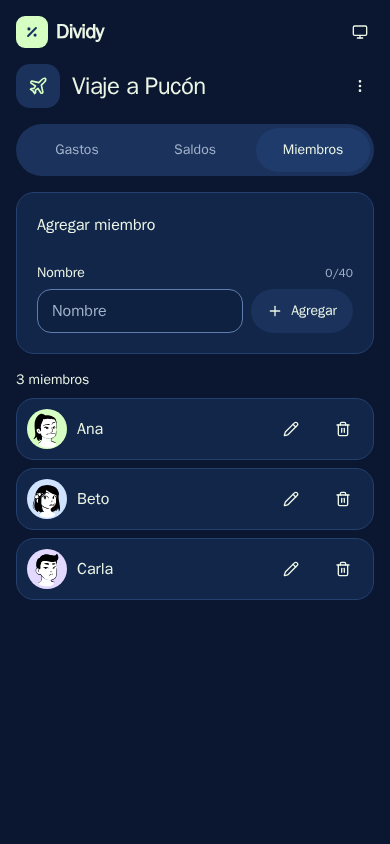 Dividy
Viaje a Pucón
Gastos Saldos Miembros
Agregar miembro
Nombre 0/40
Nombre Agregar
3 miembros
Ana
Beto
Carla